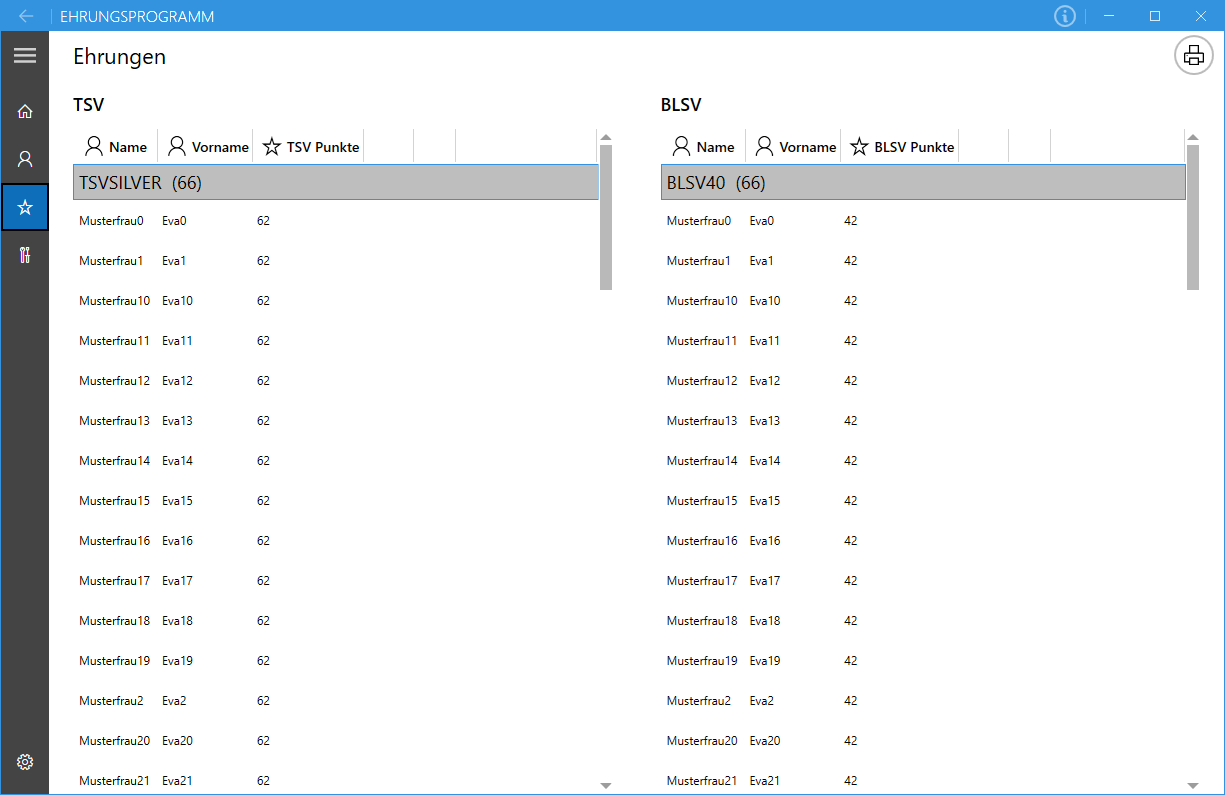 EHRUNGSPROGRAMM
Ehrungen
TSV
Name Vorname TSV Punkte
TSVSILVER (66)
Musterfrau0 Eva0 62
Musterfrau1 Eva1 62
Musterfrau10 Eva10 62
Musterfrau11 Eva11 62
Musterfrau12 Eva12 62
Musterfrau13 Eva13 62
Musterfrau14 Eva14 62
Musterfrau15 Eva15 62
Musterfrau16 Eva16 62
Musterfrau17 Eva17 62
Musterfrau18 Eva18 62
Musterfrau19 Eva19 62
Musterfrau2 Eva2 62
Musterfrau20 Eva20 62
Musterfrau21 Eva21 62
BLSV
Name Vorname BLSV Punkte
BLSV40 (66)
Musterfrau0 Eva0 42
Musterfrau1 Eva1 42
Musterfrau10 Eva10 42
Musterfrau11 Eva11 42
Musterfrau12 Eva12 42
Musterfrau13 Eva13 42
Musterfrau14 Eva14 42
Musterfrau15 Eva15 42
Musterfrau16 Eva16 42
Musterfrau17 Eva17 42
Musterfrau18 Eva18 42
Musterfrau19 Eva19 42
Musterfrau2 Eva2 42
Musterfrau20 Eva20 42
Musterfrau21 Eva21 42